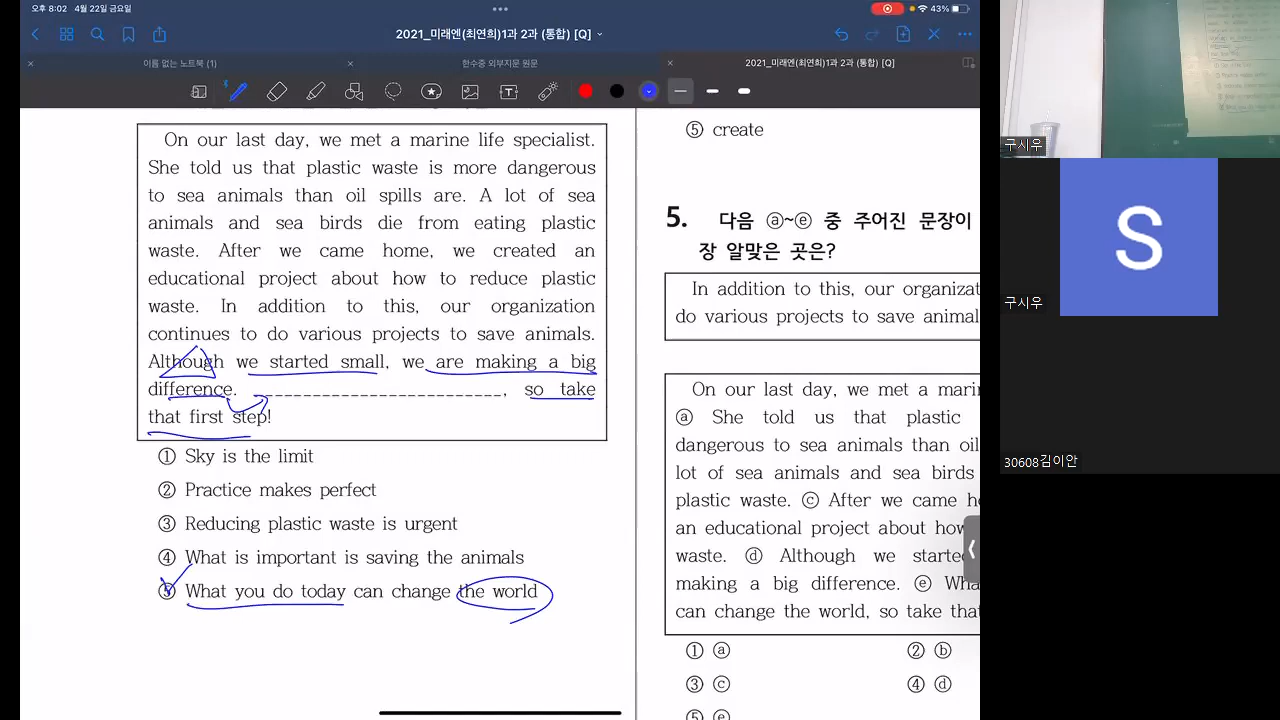 오후 8:02 4월 22일 금요일
43%
2021_미래엔(최연희)1과 2과 (통합) [Q]
이름 없는 노트북 (1)
한수중 외부지문 원문
2021_미래엔(최연희)1과 2과 (통합) [Q]
On our last day, we met a marine life specialist.
She told us that plastic waste is more dangerous
to sea animals than oil spills are. A lot of sea
animals and sea birds die from eating plastic
waste. After we came home, we created an
educational project about how to reduce plastic
waste. In addition to this, our organization
continues to do various projects to save animals.
Although we started small, we are making a big
difference. ________________________, so take
that first step!
① Sky is the limit
② Practice makes perfect
③ Reducing plastic waste is urgent
④ What is important is saving the animals
⑤ What you do today can change the world
⑤ create
5. 다음 ⓐ~ⓔ 중 주어진 문장이
장 알맞은 곳은?
In addition to this, our organizat
do various projects to save animal
On our last day, we met a marin
ⓐ She told us that plastic
dangerous to sea animals than oil
lot of sea animals and sea birds
plastic waste. ⓒ After we came h
an educational project about how
waste. ⓓ Although we starte
making a big difference. ⓔ Wha
can change the world, so take that
① ⓐ ② ⓑ
③ ⓒ ④ ⓓ
⑤ ⓔ
구시우
S
구시우
30608김이안